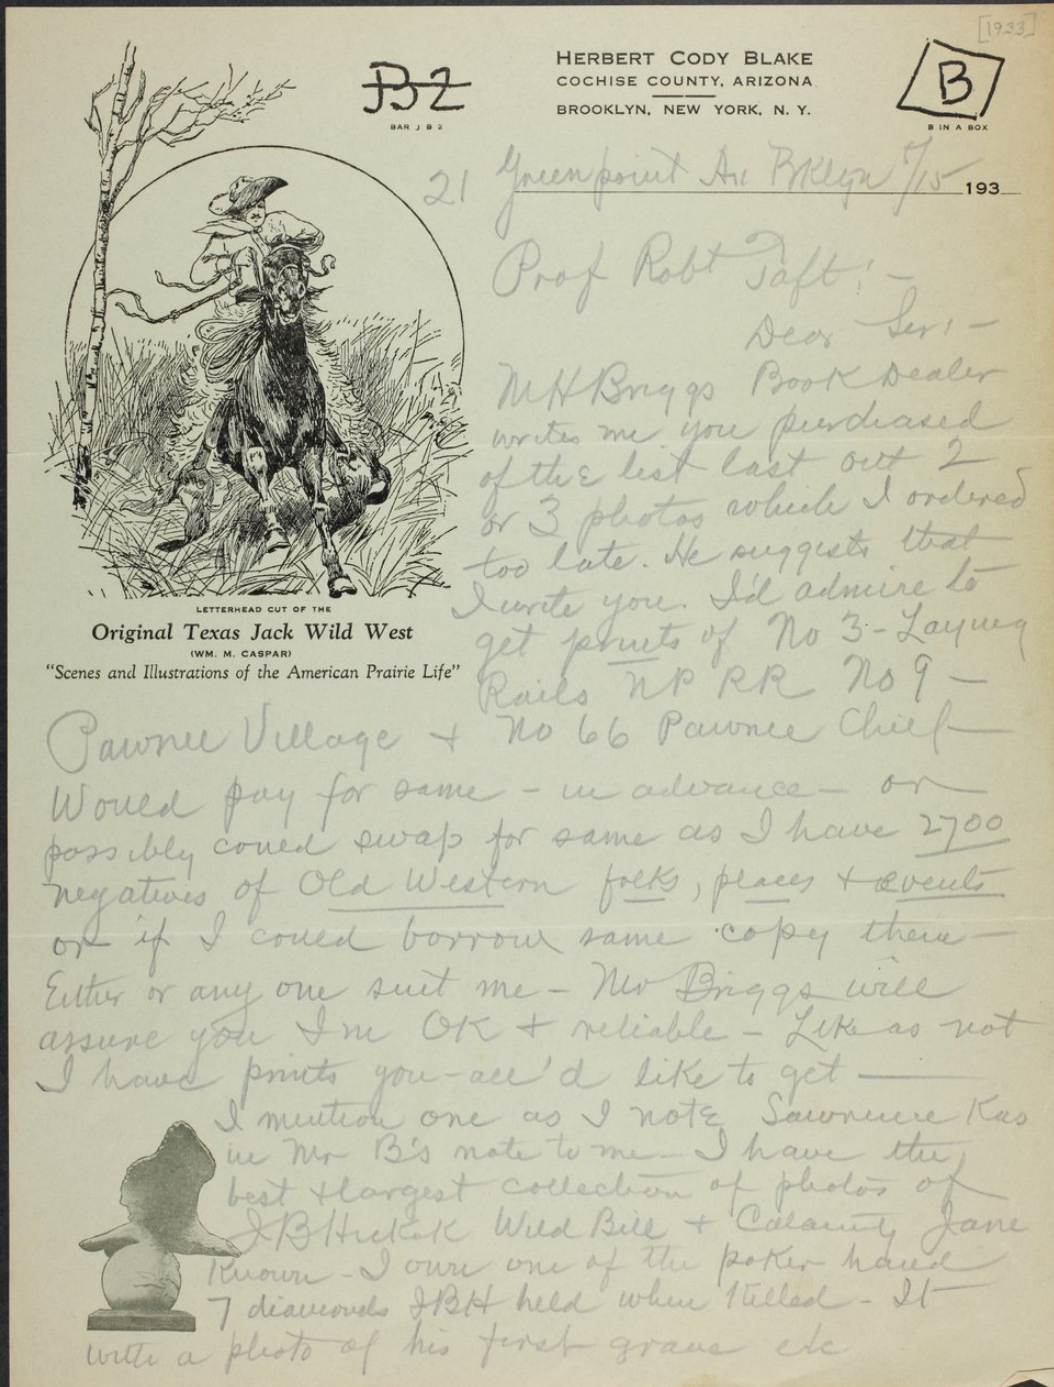 [1933]
JB2
BAR J B 2
HERBERT CODY BLAKE
COCHISE COUNTY, ARIZONA
BROOKLYN, NEW YORK, N. Y.
B
B IN A BOX
21 Greenpoint Av Bklyn 7/15 193
Prof Robt Taft! -
Dear Sir: -
MH Briggs Book Dealer
writes me you purchased
of the list last out 2
or 3 photos which I ordered
too late. He suggests that
I write you. I'd admire to
get prints of No 3 - Laying
Rails NP RR No 9 -
LETTERHEAD CUT OF THE
Original Texas Jack Wild West
(WM. M. CASPAR)
"Scenes and Illustrations of the American Prairie Life"
Pawnee Village + No 66 Pawnee Chief -
Would pay for same - in advance - or
possibly could swap for same as I have 2700
negatives of Old Western folks, places + events
or if I could borrow same copy them -
Either or any one suit me - Mr Briggs will
assure you I'm OK + reliable - Like as not
I have prints you-all'd like to get —
I mention one as I note Lawrence Kas
in Mr B's note to me - I have the
best + largest collection of photos of
JB Hickok Wild Bill + Calamity Jane
Known - I own one of the poker hand
7 diamonds JBH held when killed - It
with a photo of his first grave etc